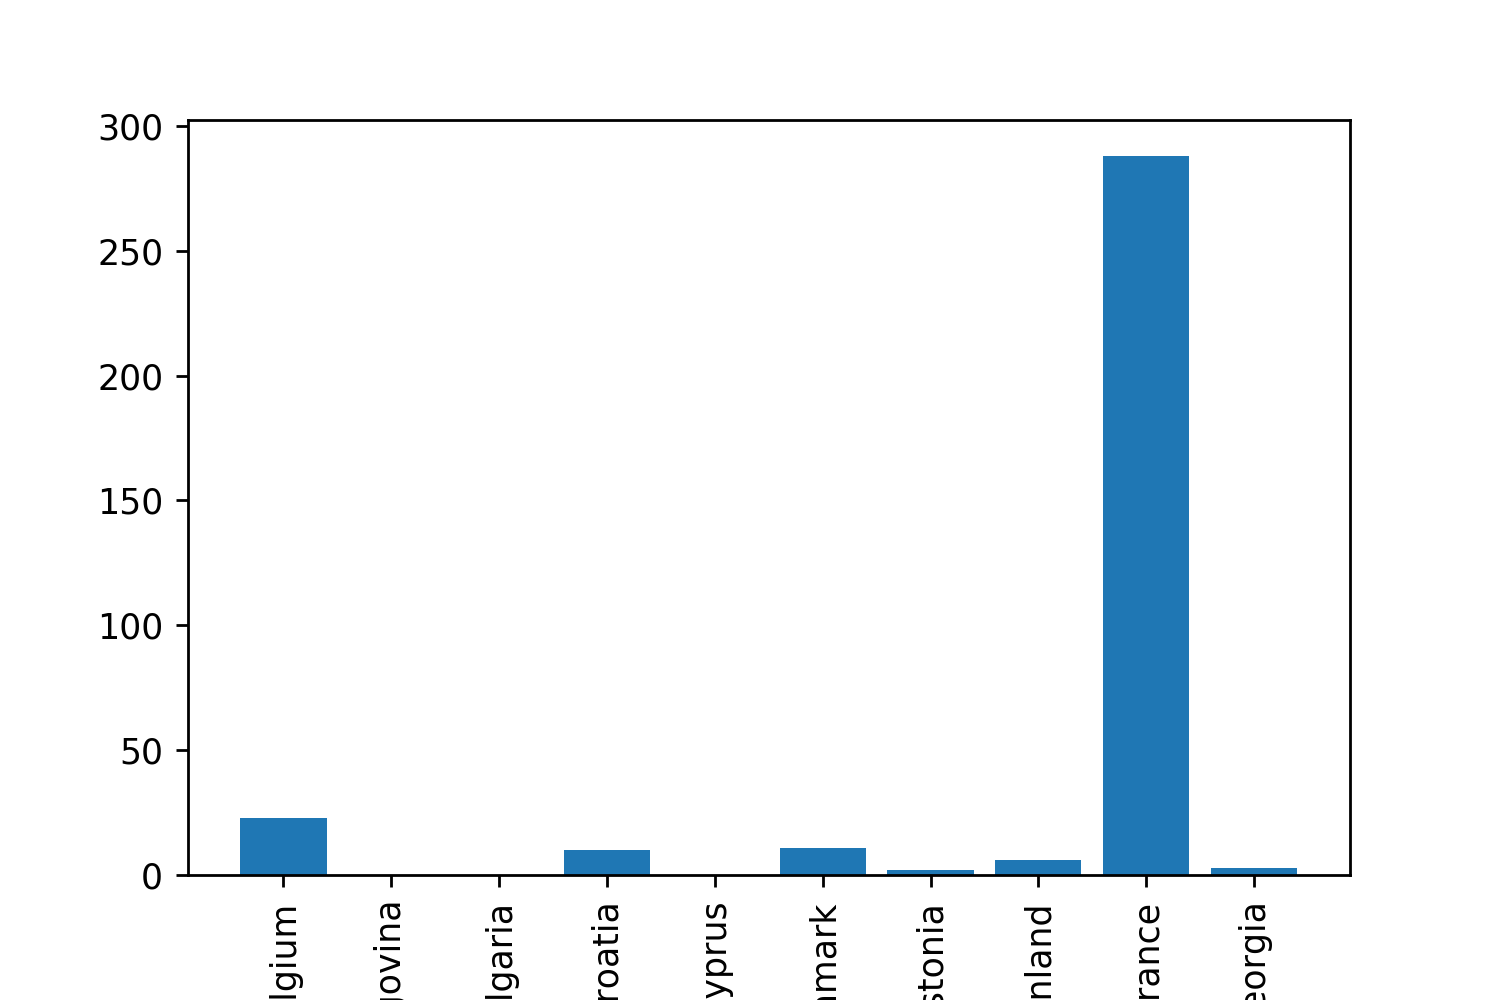 300
250
200
150
100
50
0
lgium
govina
lgaria
roatia
yprus
nmark
stonia
nland
rance
eorgia